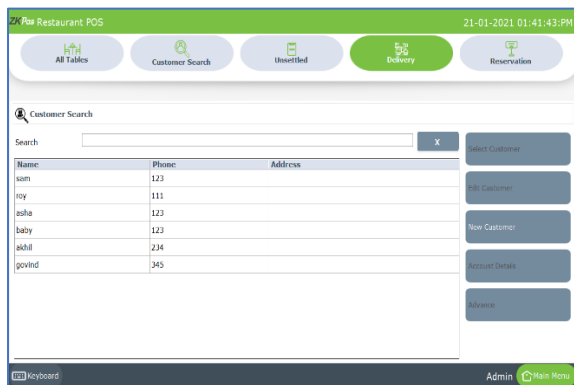 ZKPos Restaurant POS 21-01-2021 01:41:43:PM
All Tables Customer Search Unsettled Delivery Reservation
Customer Search
Search X
Name Phone Address
sam 123
roy 111
asha 123
baby 123
akhil 234
govind 345
Select Customer
Edit Customer
New Customer
Account Details
Advance
Keyboard Admin Main Menu